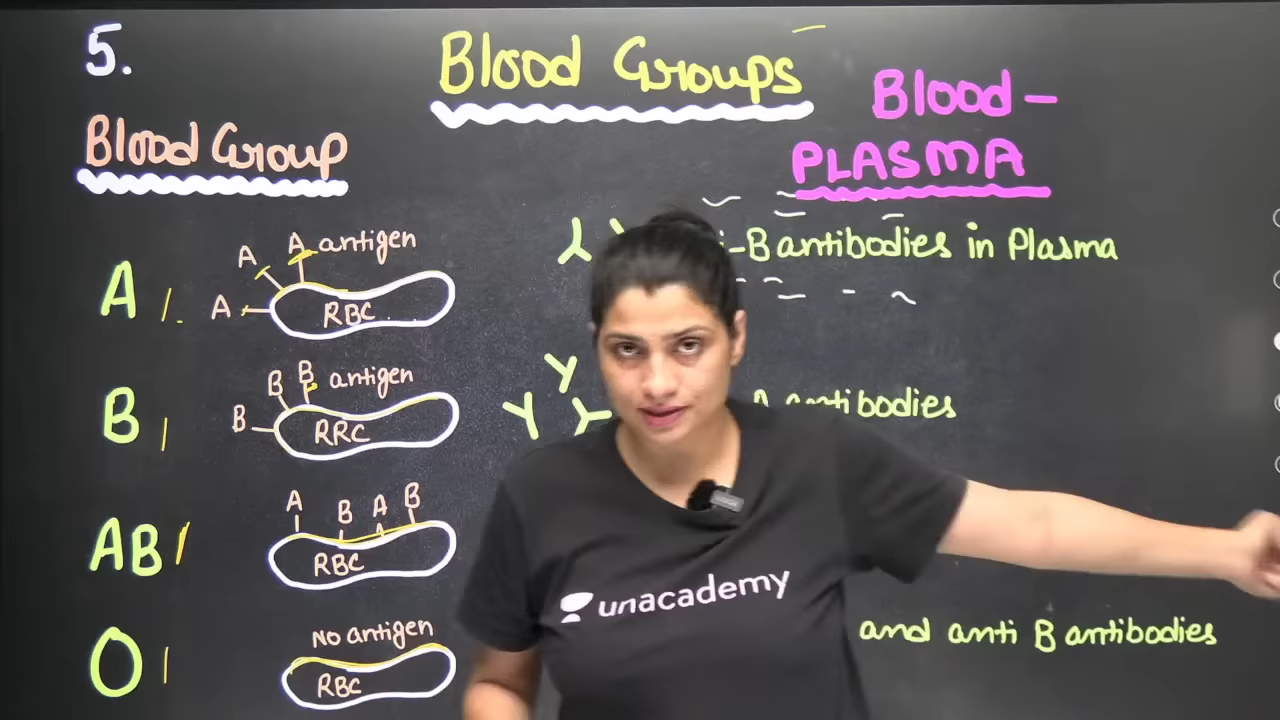 5.
Blood Groups
Blood -
PLASMA
Blood Group
A antigen
A
A
A
RBC
-B antibodies in Plasma
B B antigen
B
B
RRC
A antibodies
A B A B
AB
RBC
unacademy
No antigen
O
RBC
and anti B antibodies